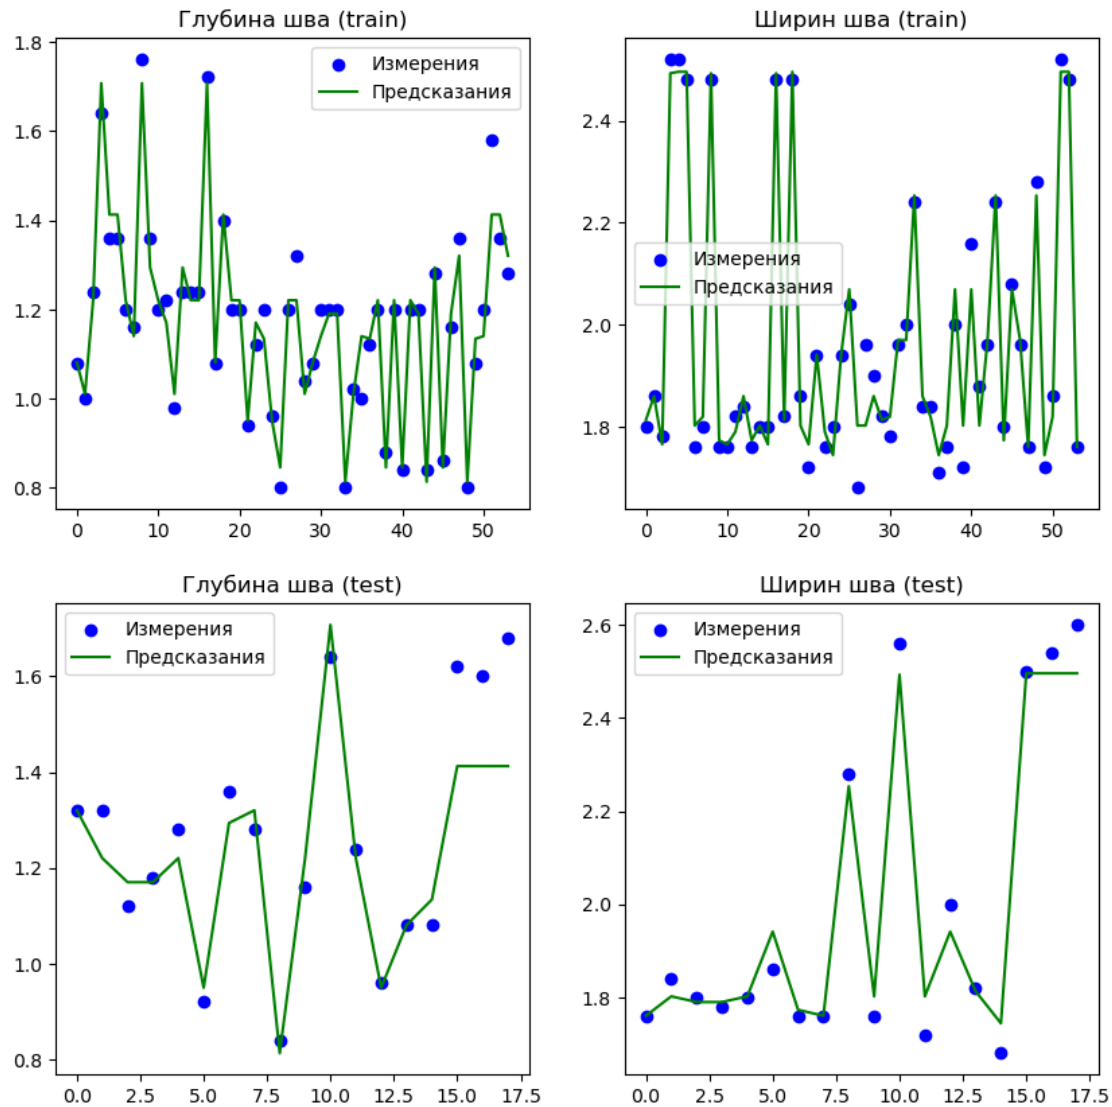 Глубина шва (train)
1.8
1.6
1.4
1.2
1.0
0.8
0 10 20 30 40 50
Измерения
Предсказания
Ширин шва (train)
2.4
2.2
2.0
1.8
0 10 20 30 40 50
Измерения
Предсказания
Глубина шва (test)
1.6
1.4
1.2
1.0
0.8
0.0 2.5 5.0 7.5 10.0 12.5 15.0 17.5
Измерения
Предсказания
Ширин шва (test)
2.6
2.4
2.2
2.0
1.8
0.0 2.5 5.0 7.5 10.0 12.5 15.0 17.5
Измерения
Предсказания